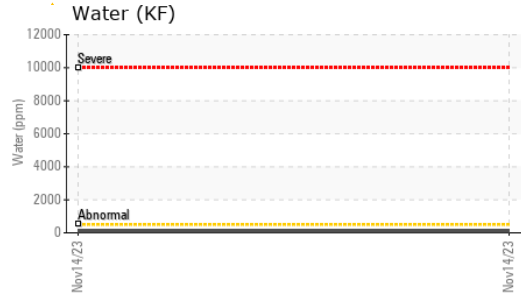 Water (KF)
12000
Severe
10000
8000
Water (ppm)
6000
4000
2000
Abnormal
0
Nov14/23
Nov14/23